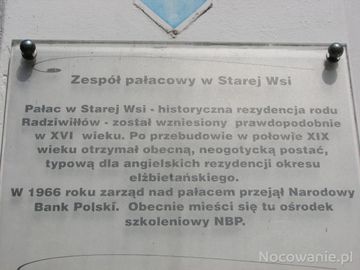 Zespół pałacowy w Starej Wsi
Pałac w Starej Wsi - historyczna rezydencja rodu
Radziwiłłów - został wzniesiony prawdopodobnie
w XVI wieku. Po przebudowie w połowie XIX
wieku otrzymał obecną, neogotycką postać,
typową dla angielskich rezydencji okresu
elżbietańskiego.
W 1966 roku zarząd nad pałacem przejął Narodowy
Bank Polski. Obecnie mieści się tu ośrodek
szkoleniowy NBP.
Nocowanie.pl